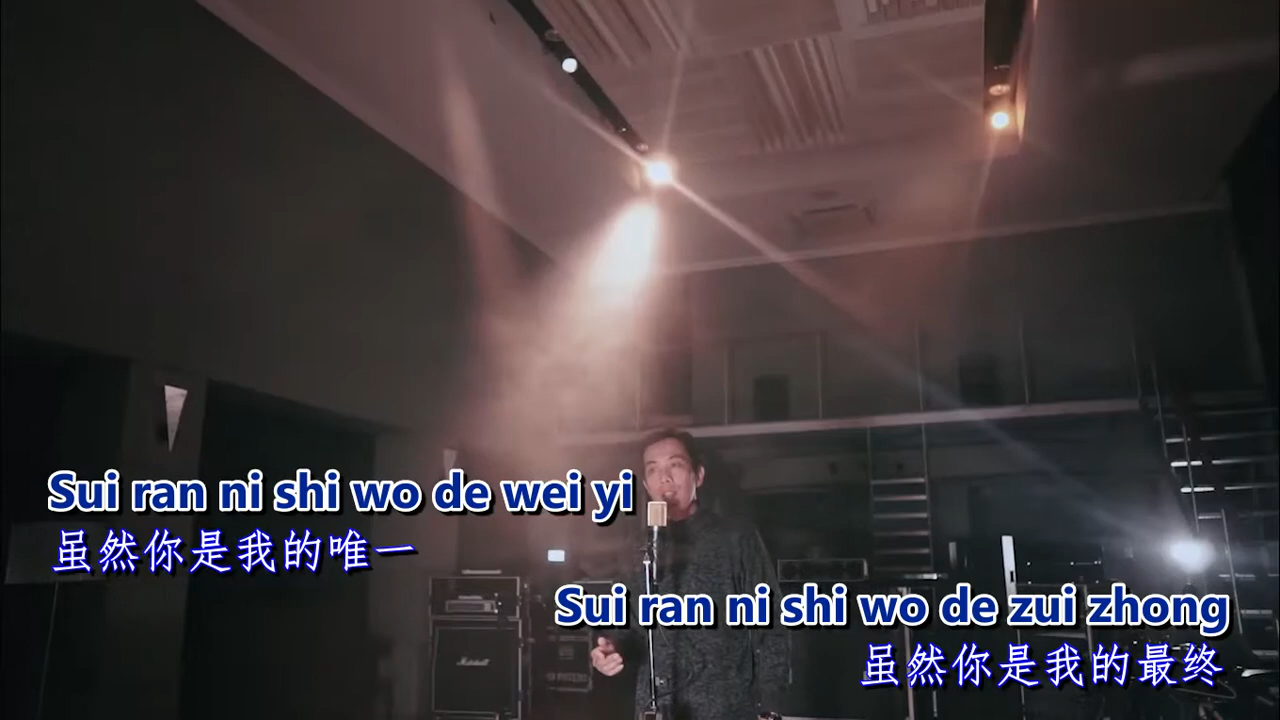 Sui ran ni shi wo de wei yi
虽然你是我的唯一
Sui ran ni shi wo de zui zhong
虽然你是我的最终
Marshall